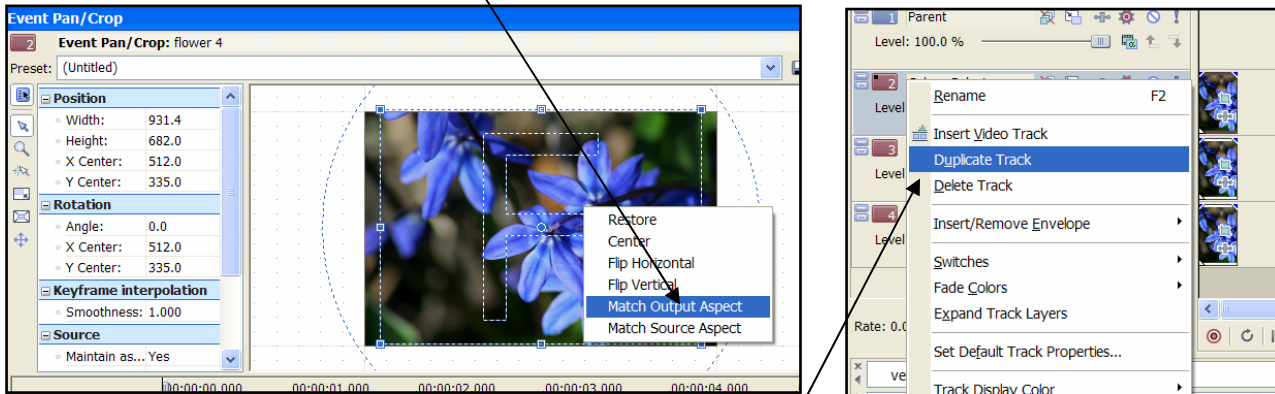 Event Pan/Crop
2 Event Pan/Crop: flower 4
Preset: (Untitled)
Position
Width: 931.4
Height: 682.0
X Center: 512.0
Y Center: 335.0
Rotation
Angle: 0.0
X Center: 512.0
Y Center: 335.0
Keyframe interpolation
Smoothness: 1.000
Source
Maintain as... Yes
Restore
Center
Flip Horizontal
Flip Vertical
Match Output Aspect
Match Source Aspect
00:00:00.000 00:00:01.000 00:00:02.000 00:00:03.000 00:00:04.000
1 Parent
Level: 100.0 %
2
Level
3
Level
4
Level
Rename F2
Insert Video Track
Duplicate Track
Delete Track
Insert/Remove Envelope
Switches
Fade Colors
Expand Track Layers
Set Default Track Properties...
Track Display Color
Rate: 0.0
ve